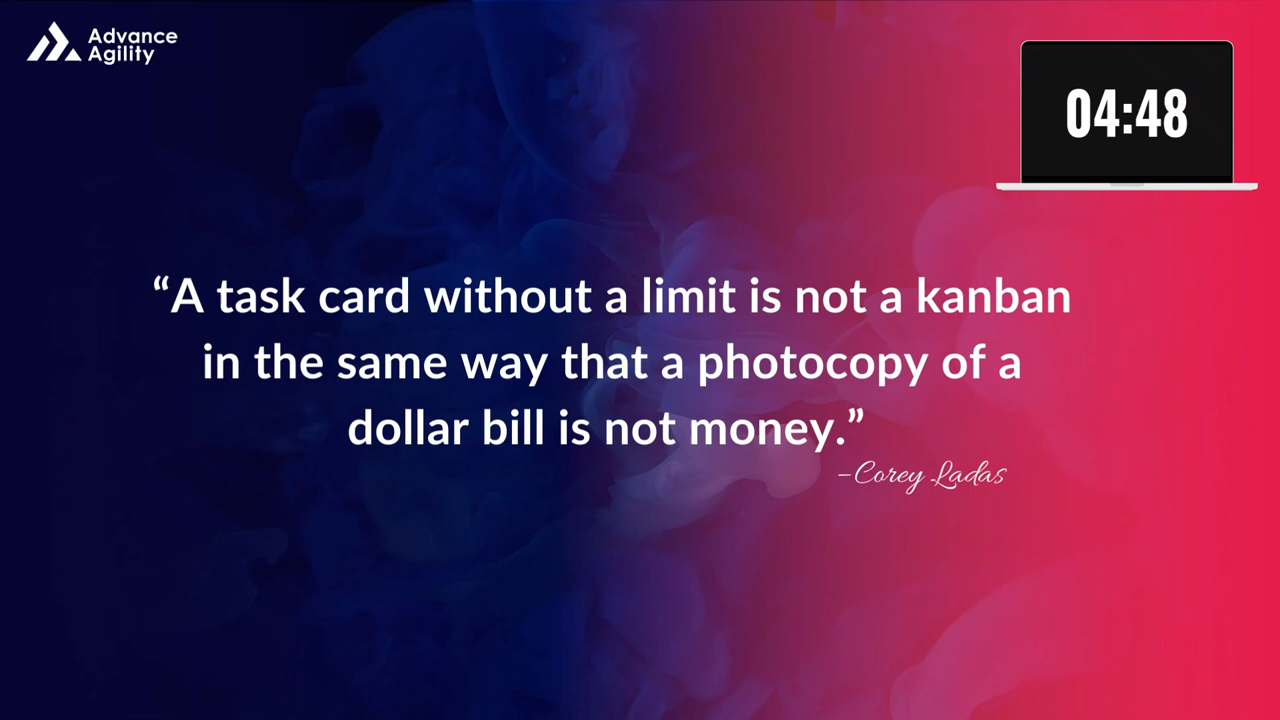 Advance
Agility
04:48
“A task card without a limit is not a kanban
in the same way that a photocopy of a
dollar bill is not money.”
–Corey Ladas